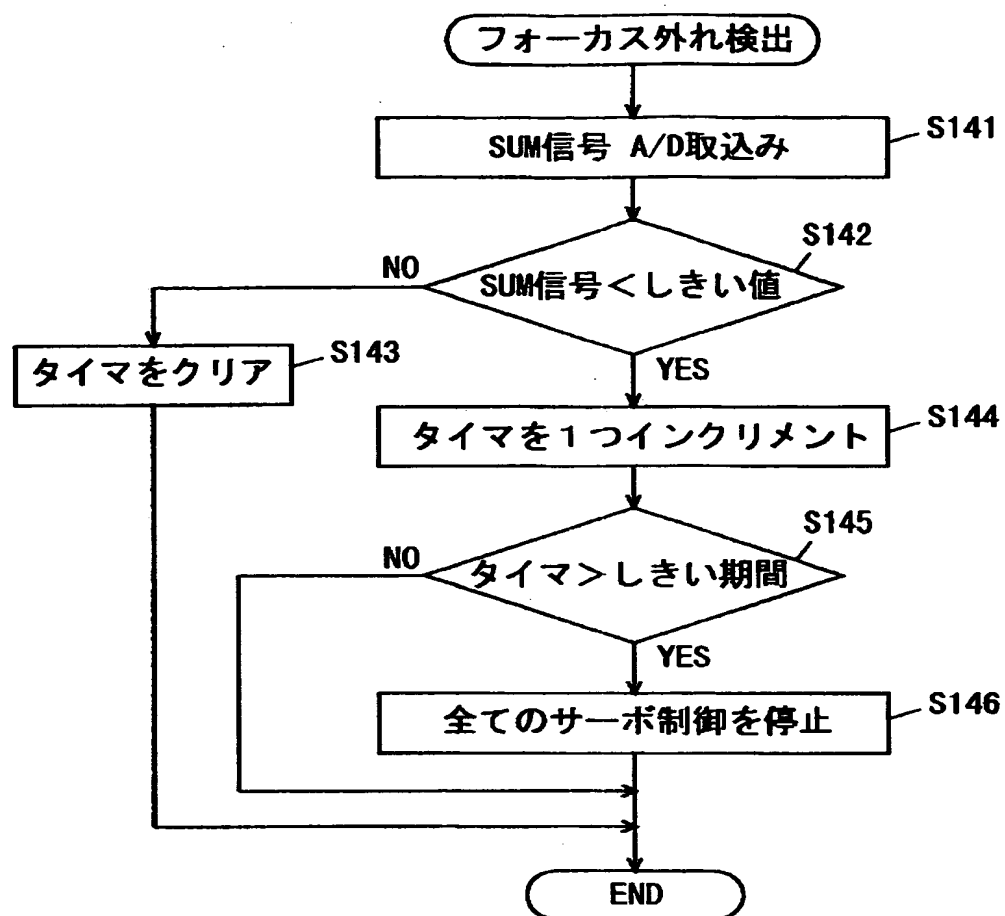 フォーカス外れ検出
S141
SUM信号 A/D取込み
S142
NO
SUM信号＜しきい値
S143
YES
タイマをクリア
S144
タイマを１つインクリメント
S145
NO
タイマ＞しきい期間
YES
S146
全てのサーボ制御を停止
END